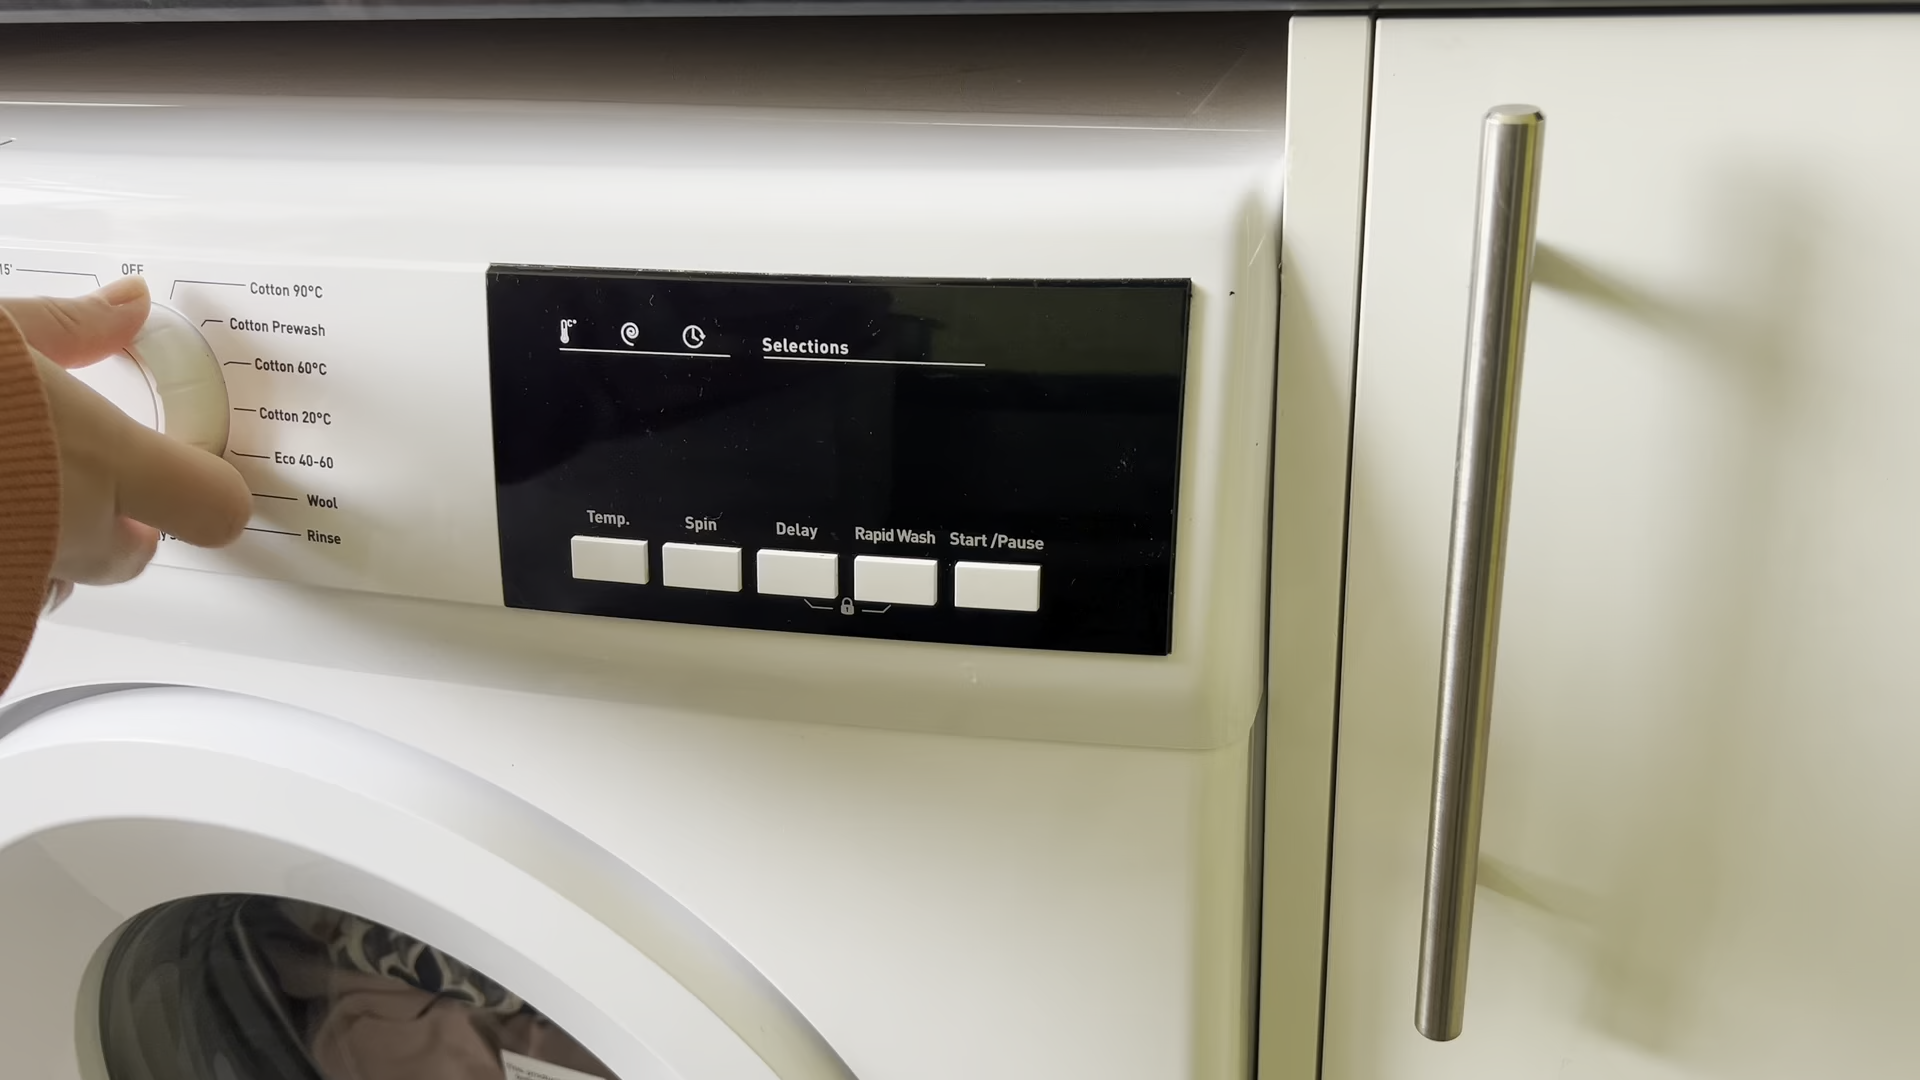 15'
OFF
Cotton 90°C
Cotton Prewash
Cotton 60°C
Cotton 20°C
Eco 40-60
Wool
Rinse
C°
Selections
Temp.
Spin
Delay
Rapid Wash
Start /Pause